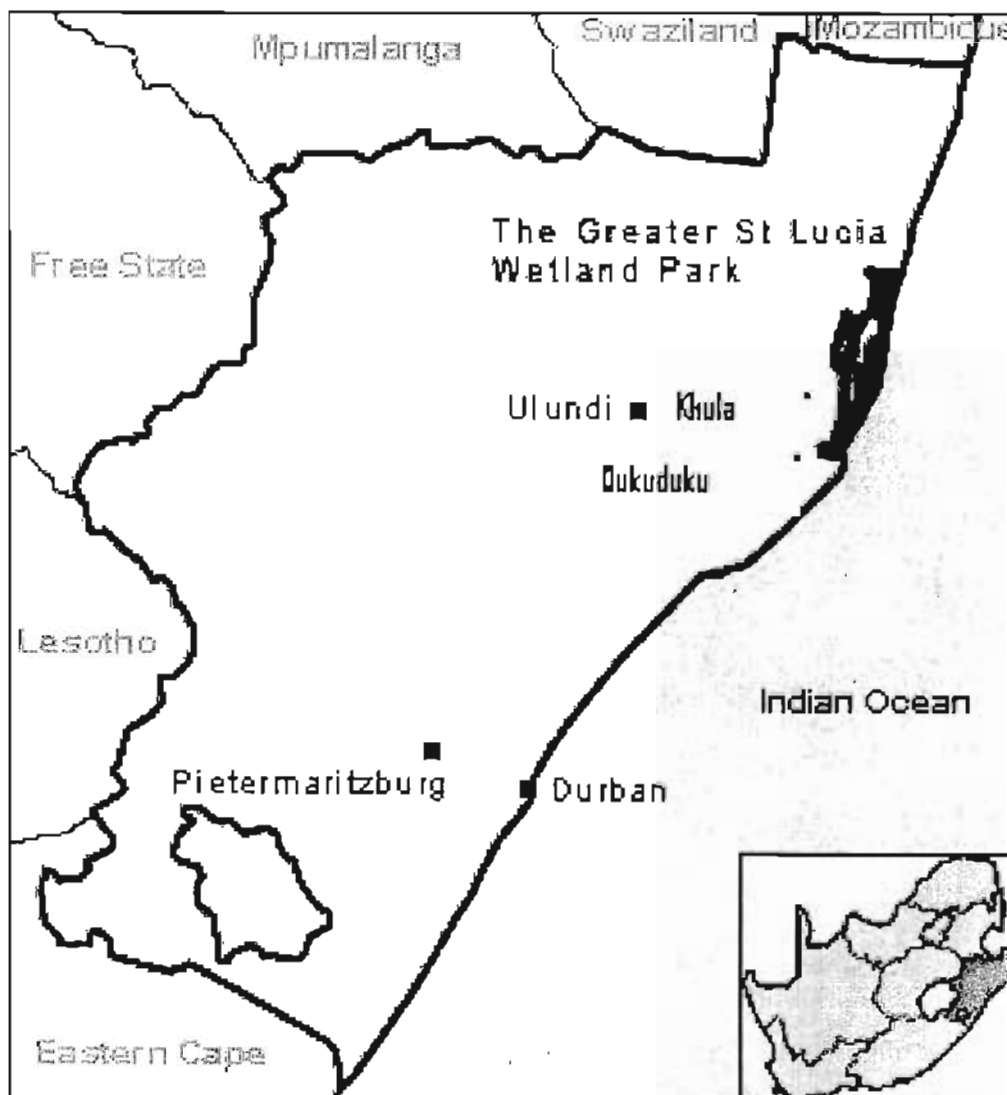 Mpumalanga
Swaziland
Mozambique
Free State
The Greater St Lucia
Wetland Park
Ulundi
Khula
Dukuduku
Lesotho
Indian Ocean
Pietermaritzburg
Durban
Eastern Cape